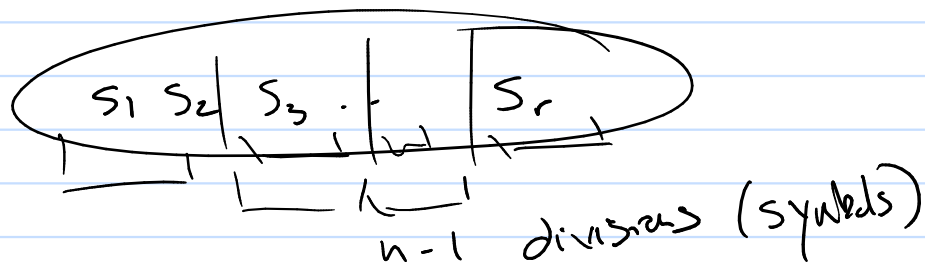 S₁ S₂ | S₃ · · | | Sᵣ
n-1 divisions (symbols)